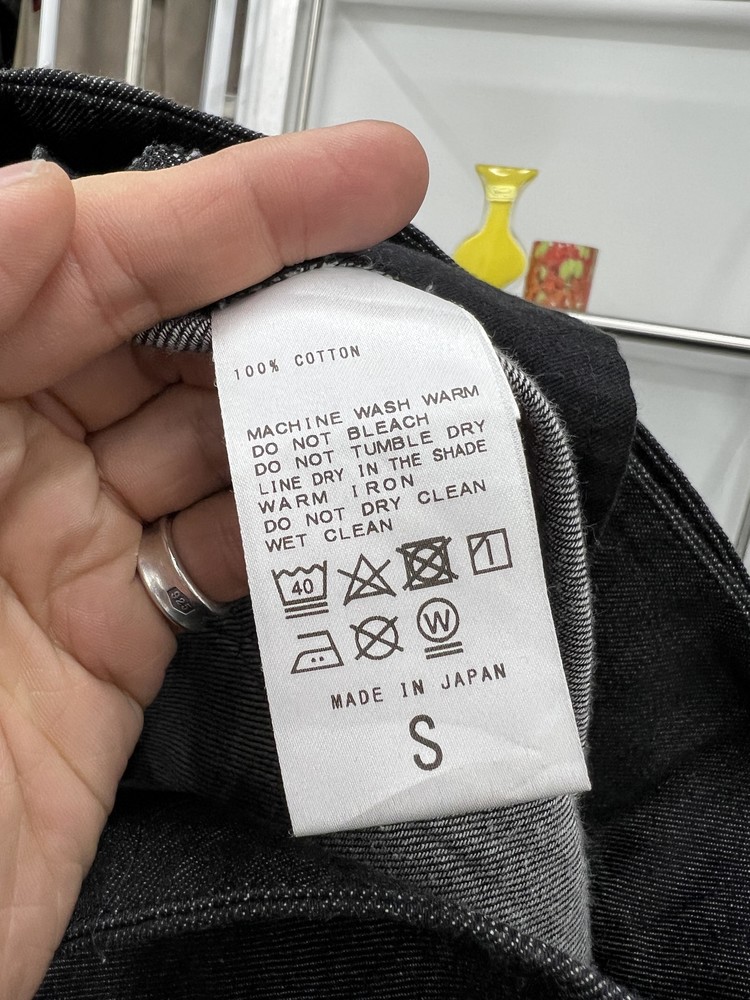 100% COTTON
MACHINE WASH WARM
DO NOT BLEACH
DO NOT TUMBLE DRY
LINE DRY IN THE SHADE
WARM IRON
DO NOT DRY CLEAN
WET CLEAN
40
W
MADE IN JAPAN
S
925